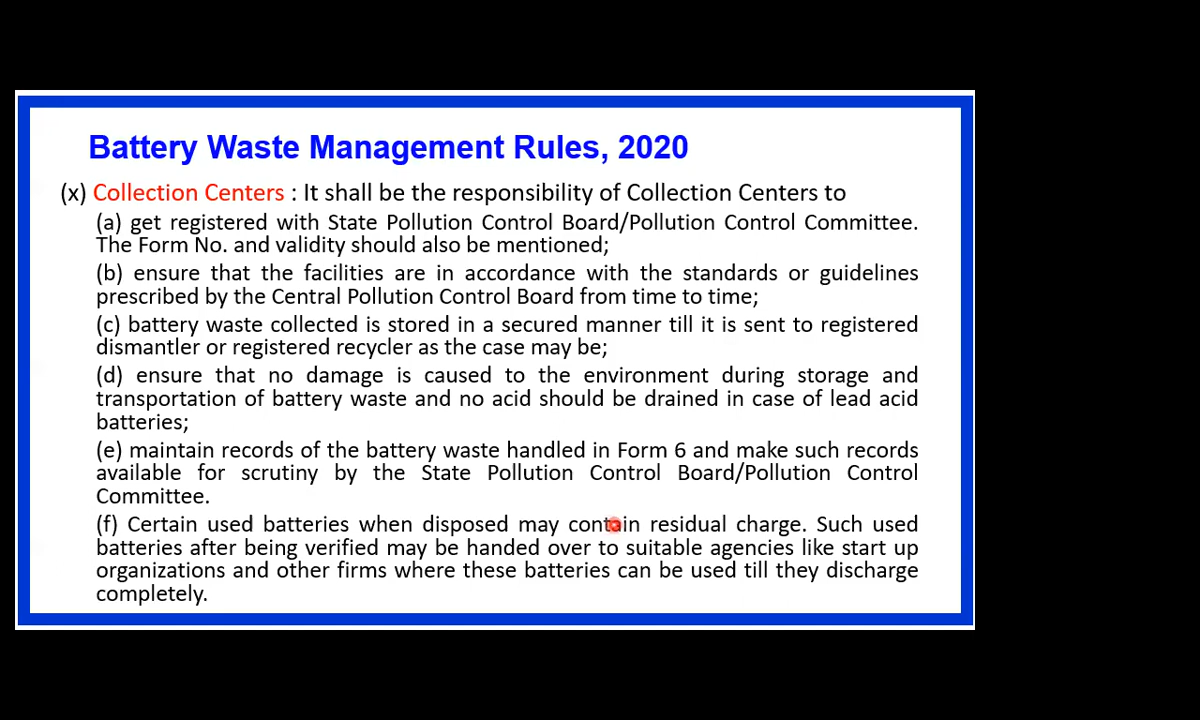 Battery Waste Management Rules, 2020
(x) Collection Centers : It shall be the responsibility of Collection Centers to
(a) get registered with State Pollution Control Board/Pollution Control Committee.
The Form No. and validity should also be mentioned;
(b) ensure that the facilities are in accordance with the standards or guidelines
prescribed by the Central Pollution Control Board from time to time;
(c) battery waste collected is stored in a secured manner till it is sent to registered
dismantler or registered recycler as the case may be;
(d) ensure that no damage is caused to the environment during storage and
transportation of battery waste and no acid should be drained in case of lead acid
batteries;
(e) maintain records of the battery waste handled in Form 6 and make such records
available for scrutiny by the State Pollution Control Board/Pollution Control
Committee.
(f) Certain used batteries when disposed may contain residual charge. Such used
batteries after being verified may be handed over to suitable agencies like start up
organizations and other firms where these batteries can be used till they discharge
completely.